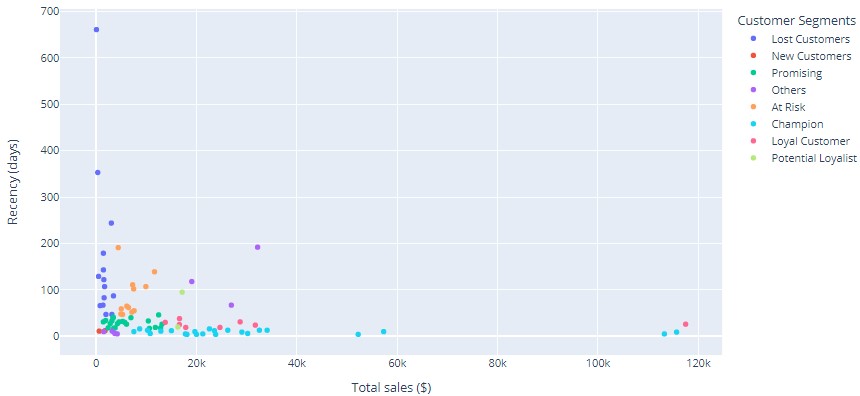 Customer Segments
Lost Customers
New Customers
Promising
Others
At Risk
Champion
Loyal Customer
Potential Loyalist
Recency (days)
700
600
500
400
300
200
100
0
0
20k
40k
60k
80k
100k
120k
Total sales ($)